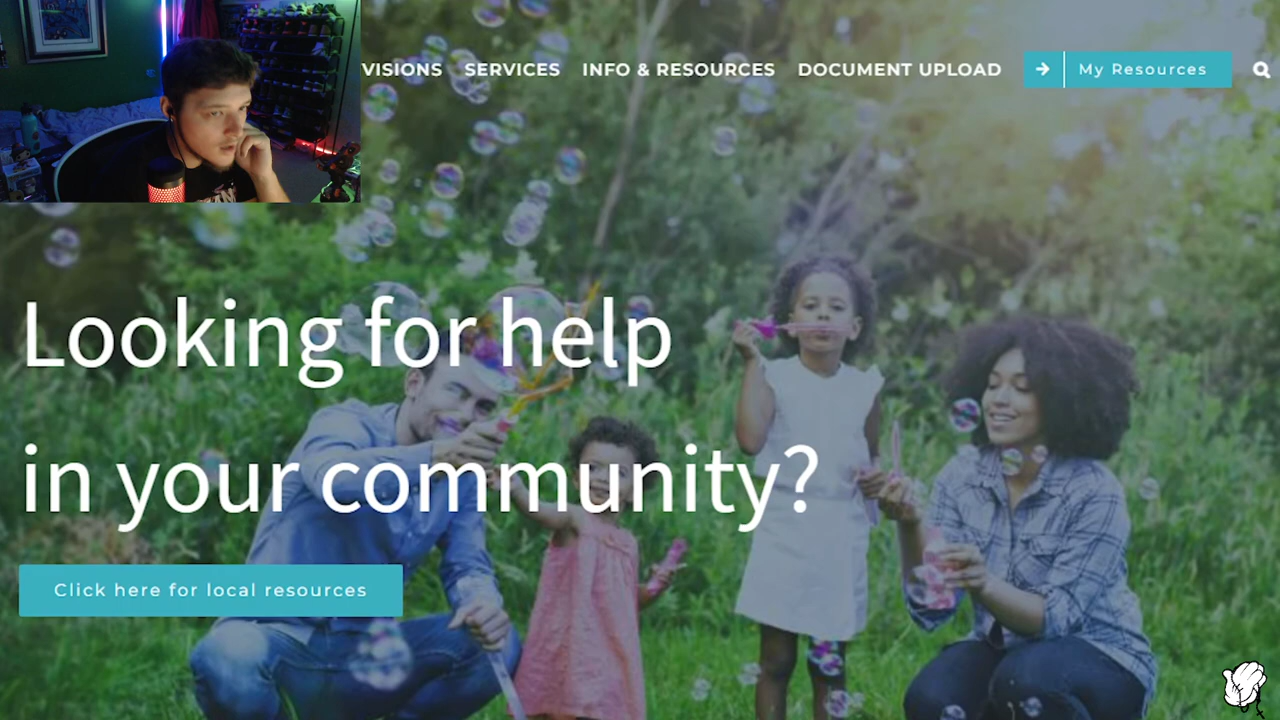 VISIONS SERVICES INFO & RESOURCES DOCUMENT UPLOAD My Resources
Looking for help
in your community?
Click here for local resources